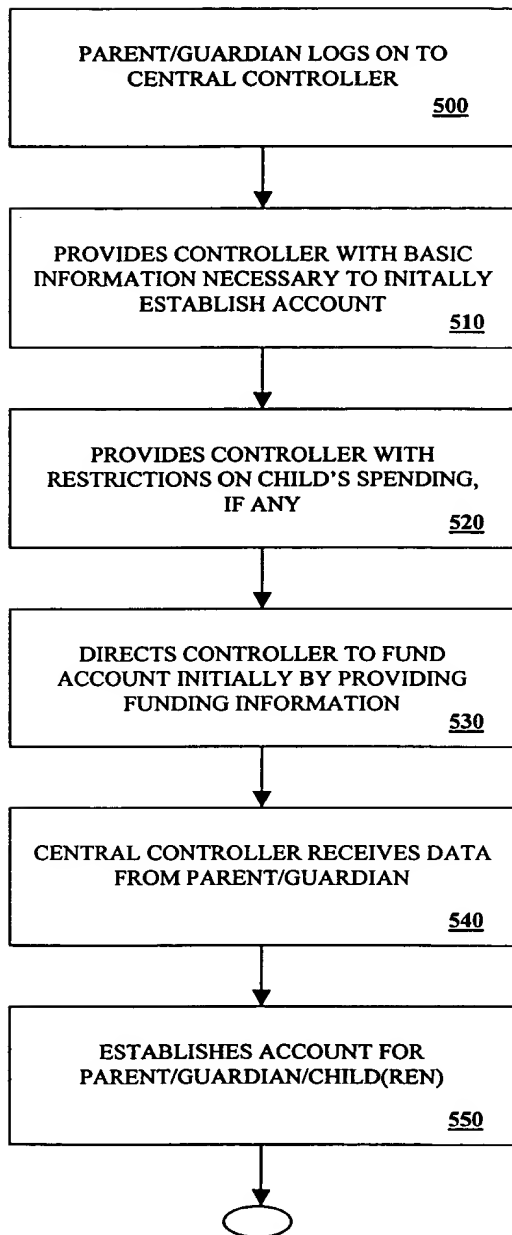 PARENT/GUARDIAN LOGS ON TO
CENTRAL CONTROLLER
500
PROVIDES CONTROLLER WITH BASIC
INFORMATION NECESSARY TO INITALLY
ESTABLISH ACCOUNT
510
PROVIDES CONTROLLER WITH
RESTRICTIONS ON CHILD'S SPENDING,
IF ANY
520
DIRECTS CONTROLLER TO FUND
ACCOUNT INITIALLY BY PROVIDING
FUNDING INFORMATION
530
CENTRAL CONTROLLER RECEIVES DATA
FROM PARENT/GUARDIAN
540
ESTABLISHES ACCOUNT FOR
PARENT/GUARDIAN/CHILD(REN)
550